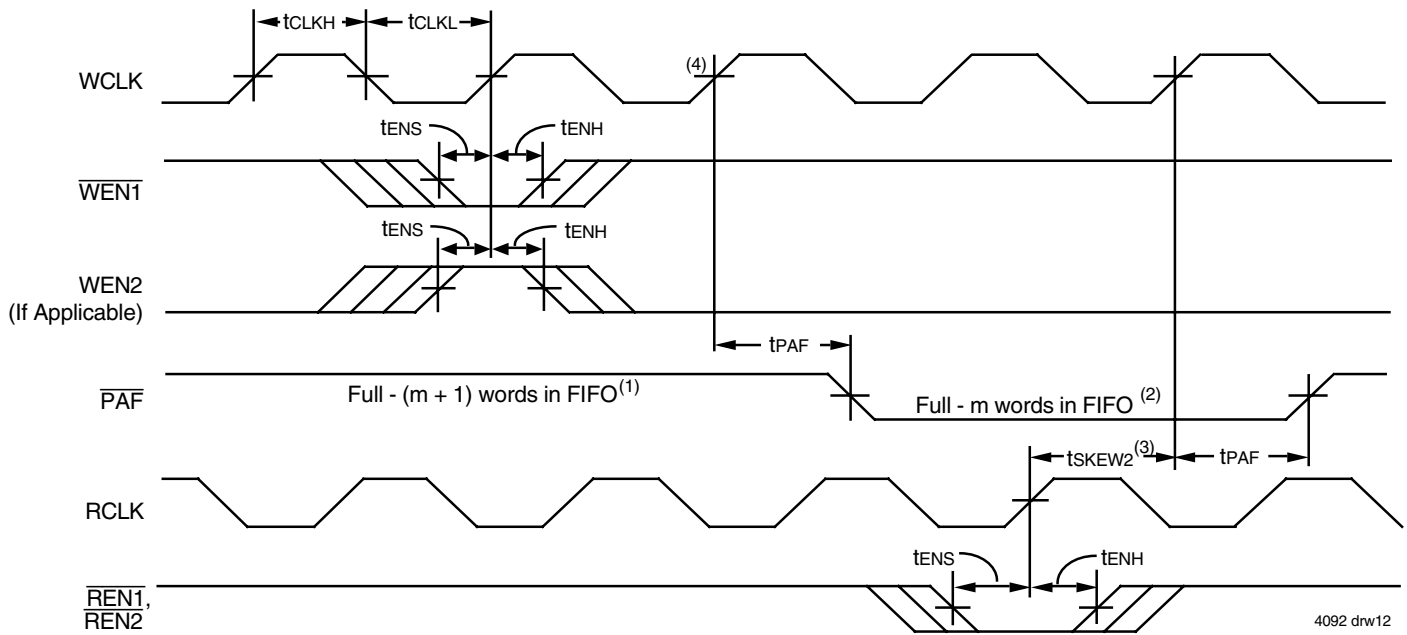 tCLKH tCLKL
WCLK
(4)
tENS tENH
WEN1
tENS tENH
WEN2
(If Applicable)
tPAF
PAF
Full - (m + 1) words in FIFO(1)
Full - m words in FIFO (2)
tSKEW2(3) tPAF
RCLK
tENS tENH
REN1,
REN2
4092 drw12